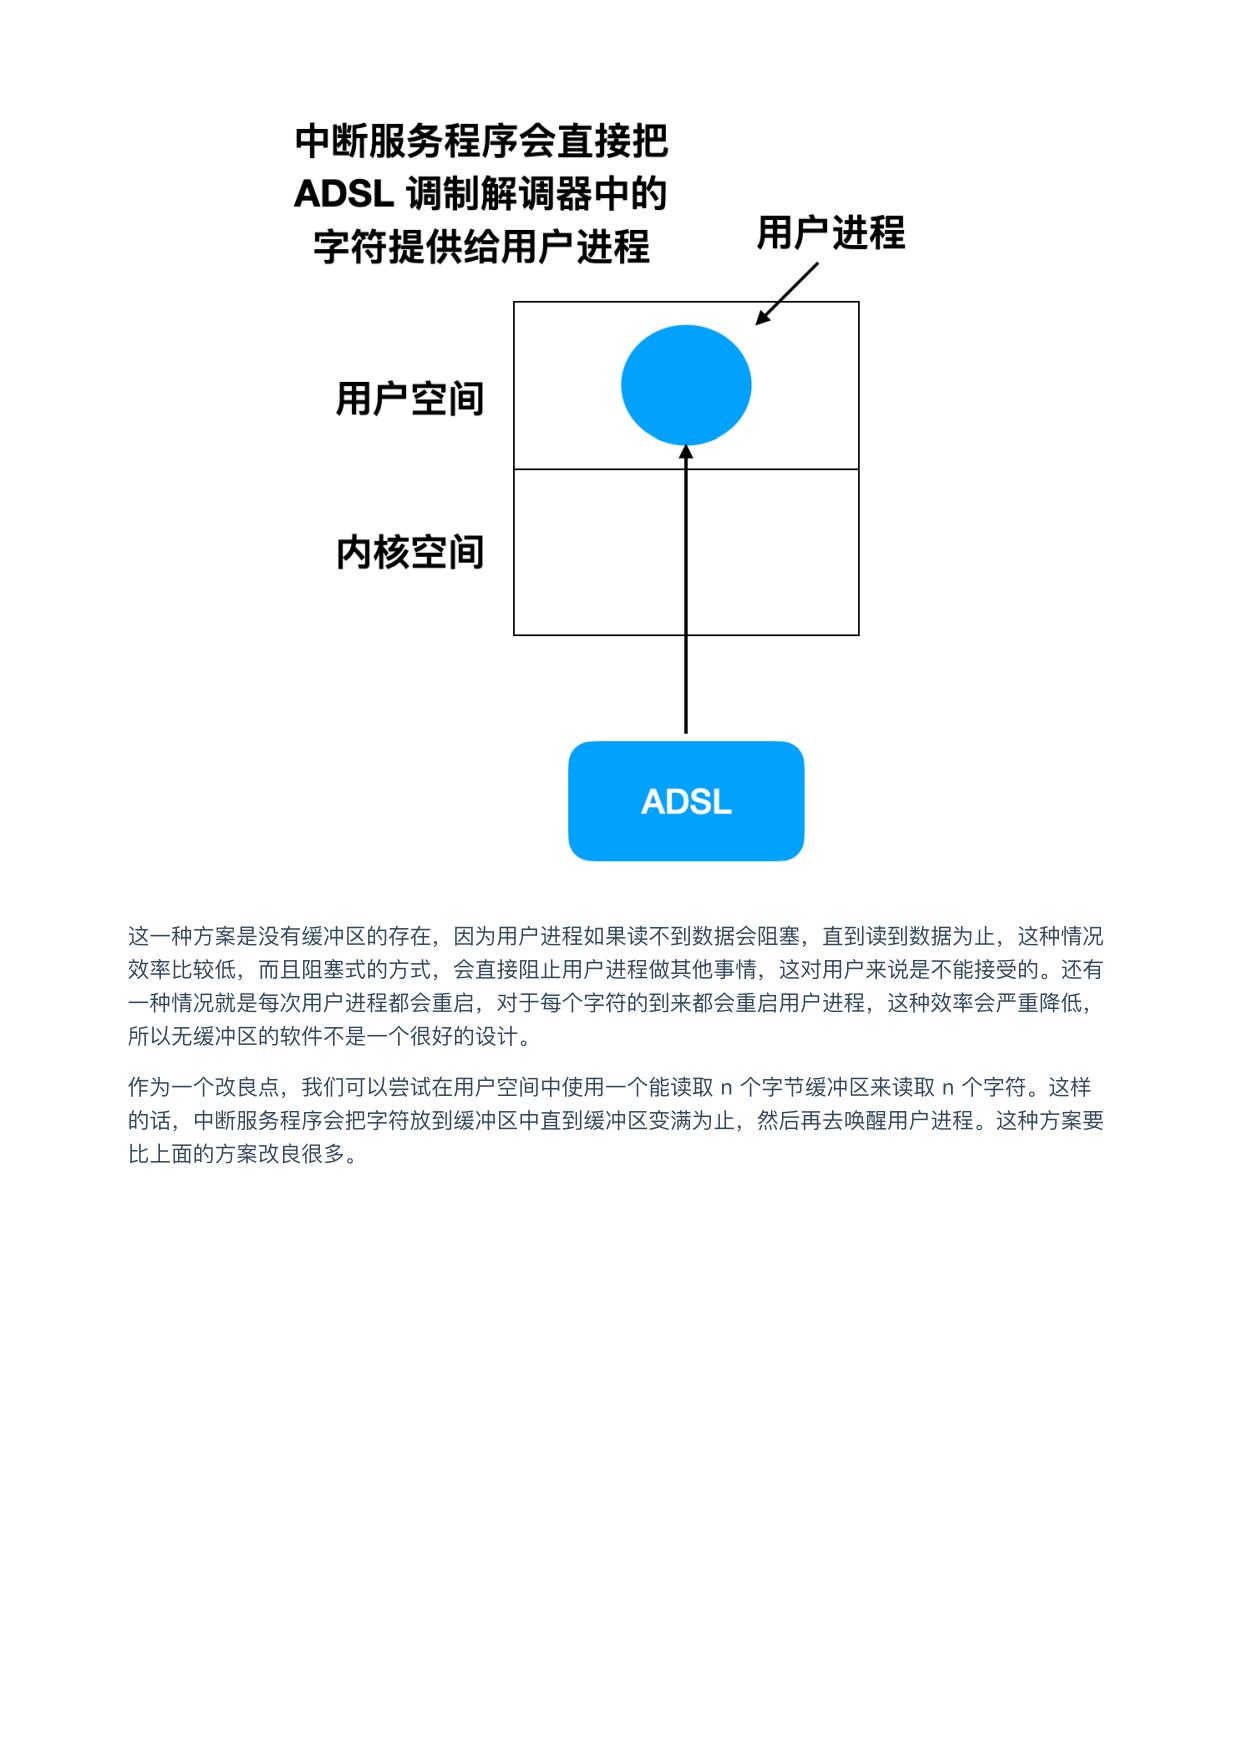 中断服务程序会直接把
ADSL 调制解调器中的
字符提供给用户进程
用户进程
用户空间
内核空间
ADSL
这一种方案是没有缓冲区的存在，因为用户进程如果读不到数据会阻塞，直到读到数据为止，这种情况
效率比较低，而且阻塞式的方式，会直接阻止用户进程做其他事情，这对用户来说是不能接受的。还有
一种情况就是每次用户进程都会重启，对于每个字符的到来都会重启用户进程，这种效率会严重降低，
所以无缓冲区的软件不是一个很好的设计。
作为一个改良点，我们可以尝试在用户空间中使用一个能读取 n 个字节缓冲区来读取 n 个字符。这样
的话，中断服务程序会把字符放到缓冲区中直到缓冲区变满为止，然后再去唤醒用户进程。这种方案要
比上面的方案改良很多。